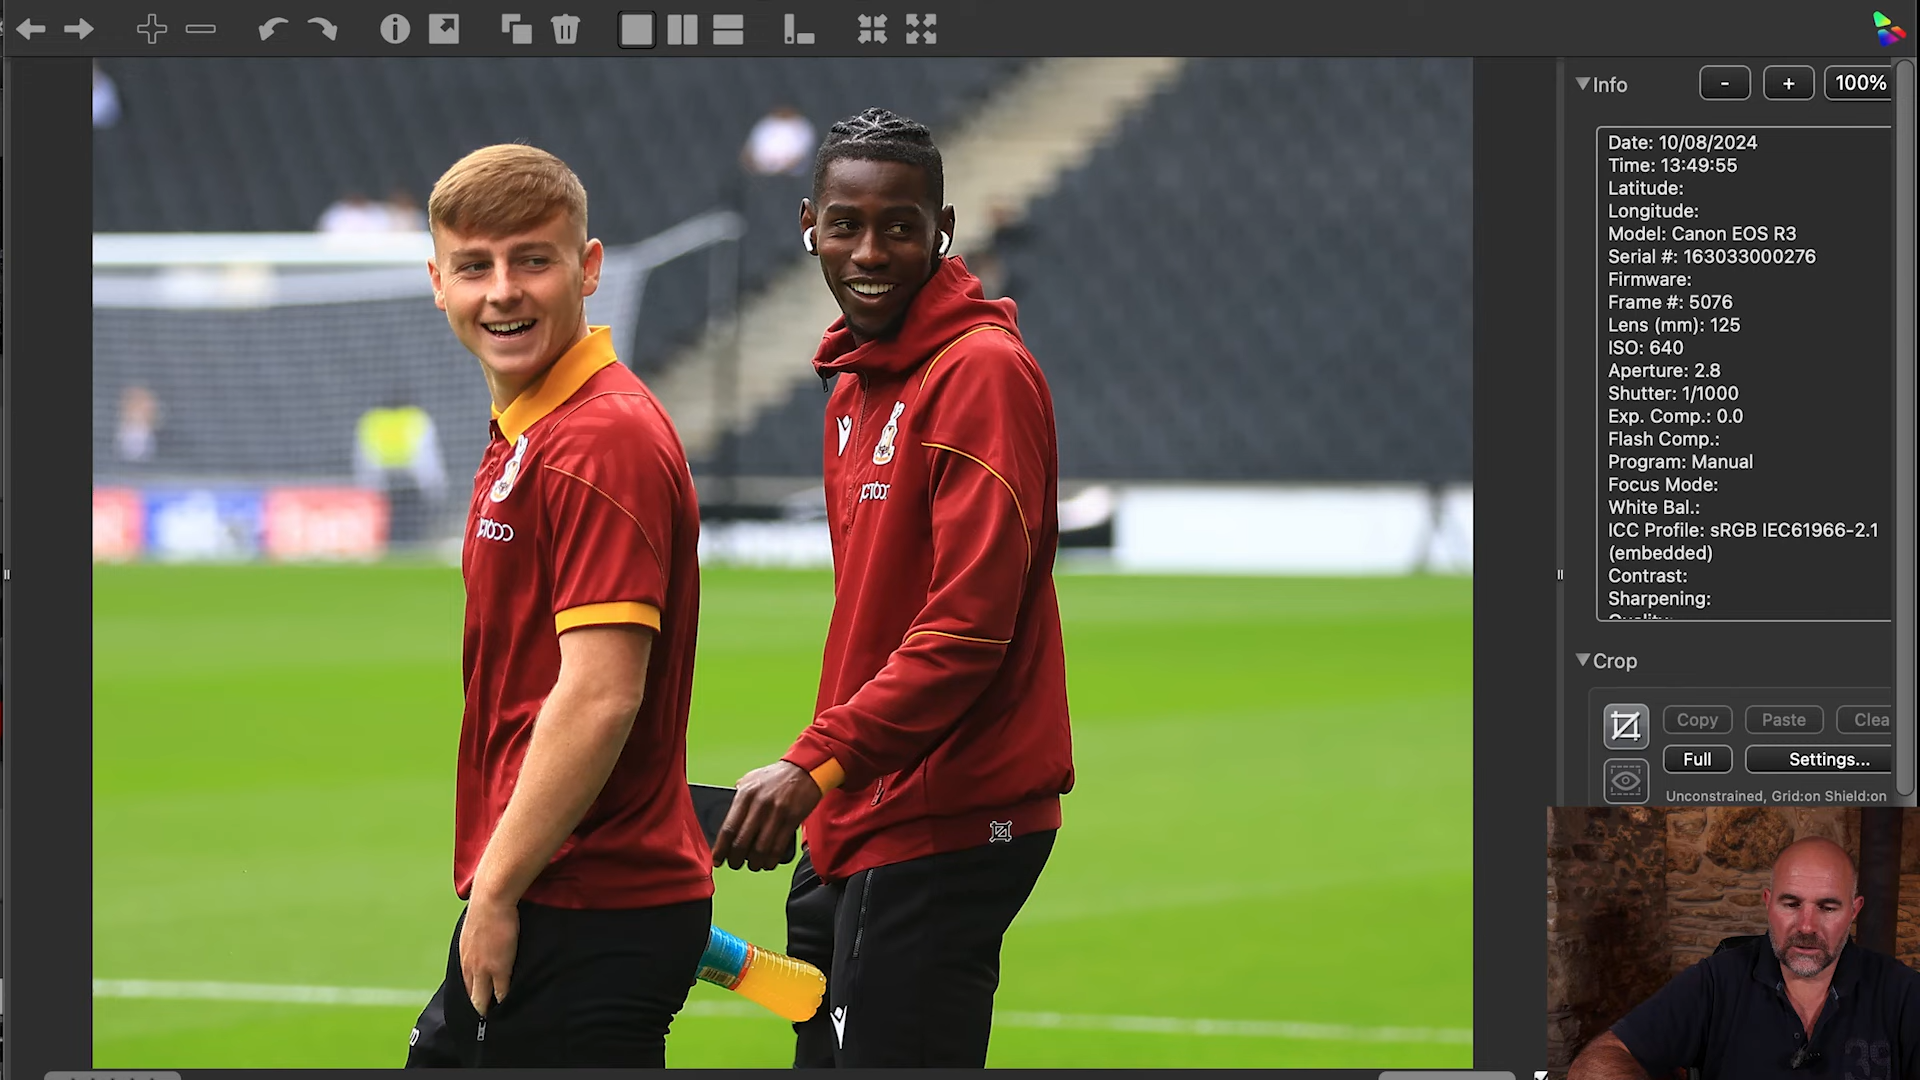 Info
-
+
100%
Date: 10/08/2024
Time: 13:49:55
Latitude:
Longitude:
Model: Canon EOS R3
Serial #: 163033000276
Firmware:
Frame #: 5076
Lens (mm): 125
ISO: 640
Aperture: 2.8
Shutter: 1/1000
Exp. Comp.: 0.0
Flash Comp.:
Program: Manual
Focus Mode:
White Bal.:
ICC Profile: sRGB IEC61966-2.1
(embedded)
Contrast:
Sharpening:
Crop
Copy
Paste
Clea
Full
Settings...
Unconstrained, Grid:on Shield:on
39